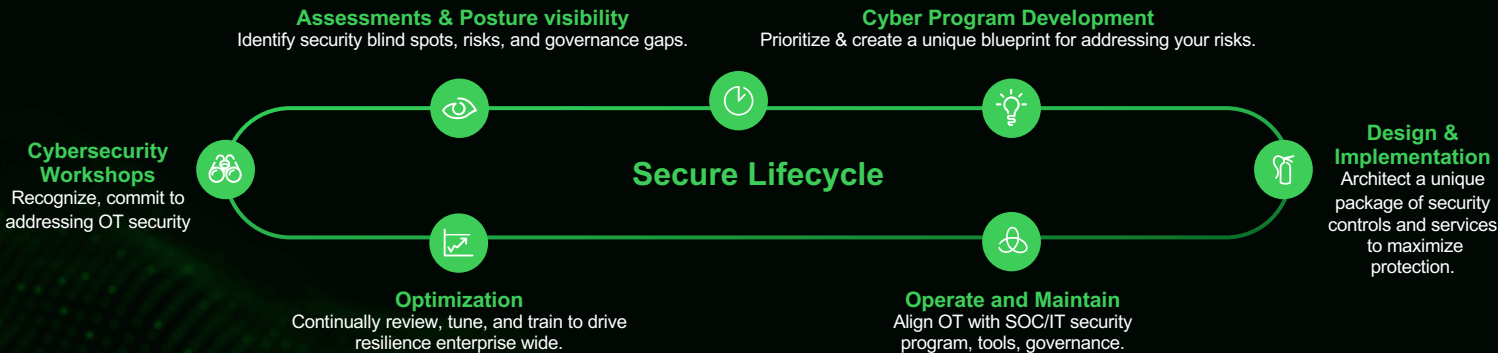 Assessments & Posture visibility
Identify security blind spots, risks, and governance gaps.
Cyber Program Development
Prioritize & create a unique blueprint for addressing your risks.
Cybersecurity
Workshops
Recognize, commit to
addressing OT security
Secure Lifecycle
Design &
Implementation
Architect a unique
package of security
controls and services
to maximize
protection.
Optimization
Continually review, tune, and train to drive
resilience enterprise wide.
Operate and Maintain
Align OT with SOC/IT security
program, tools, governance.